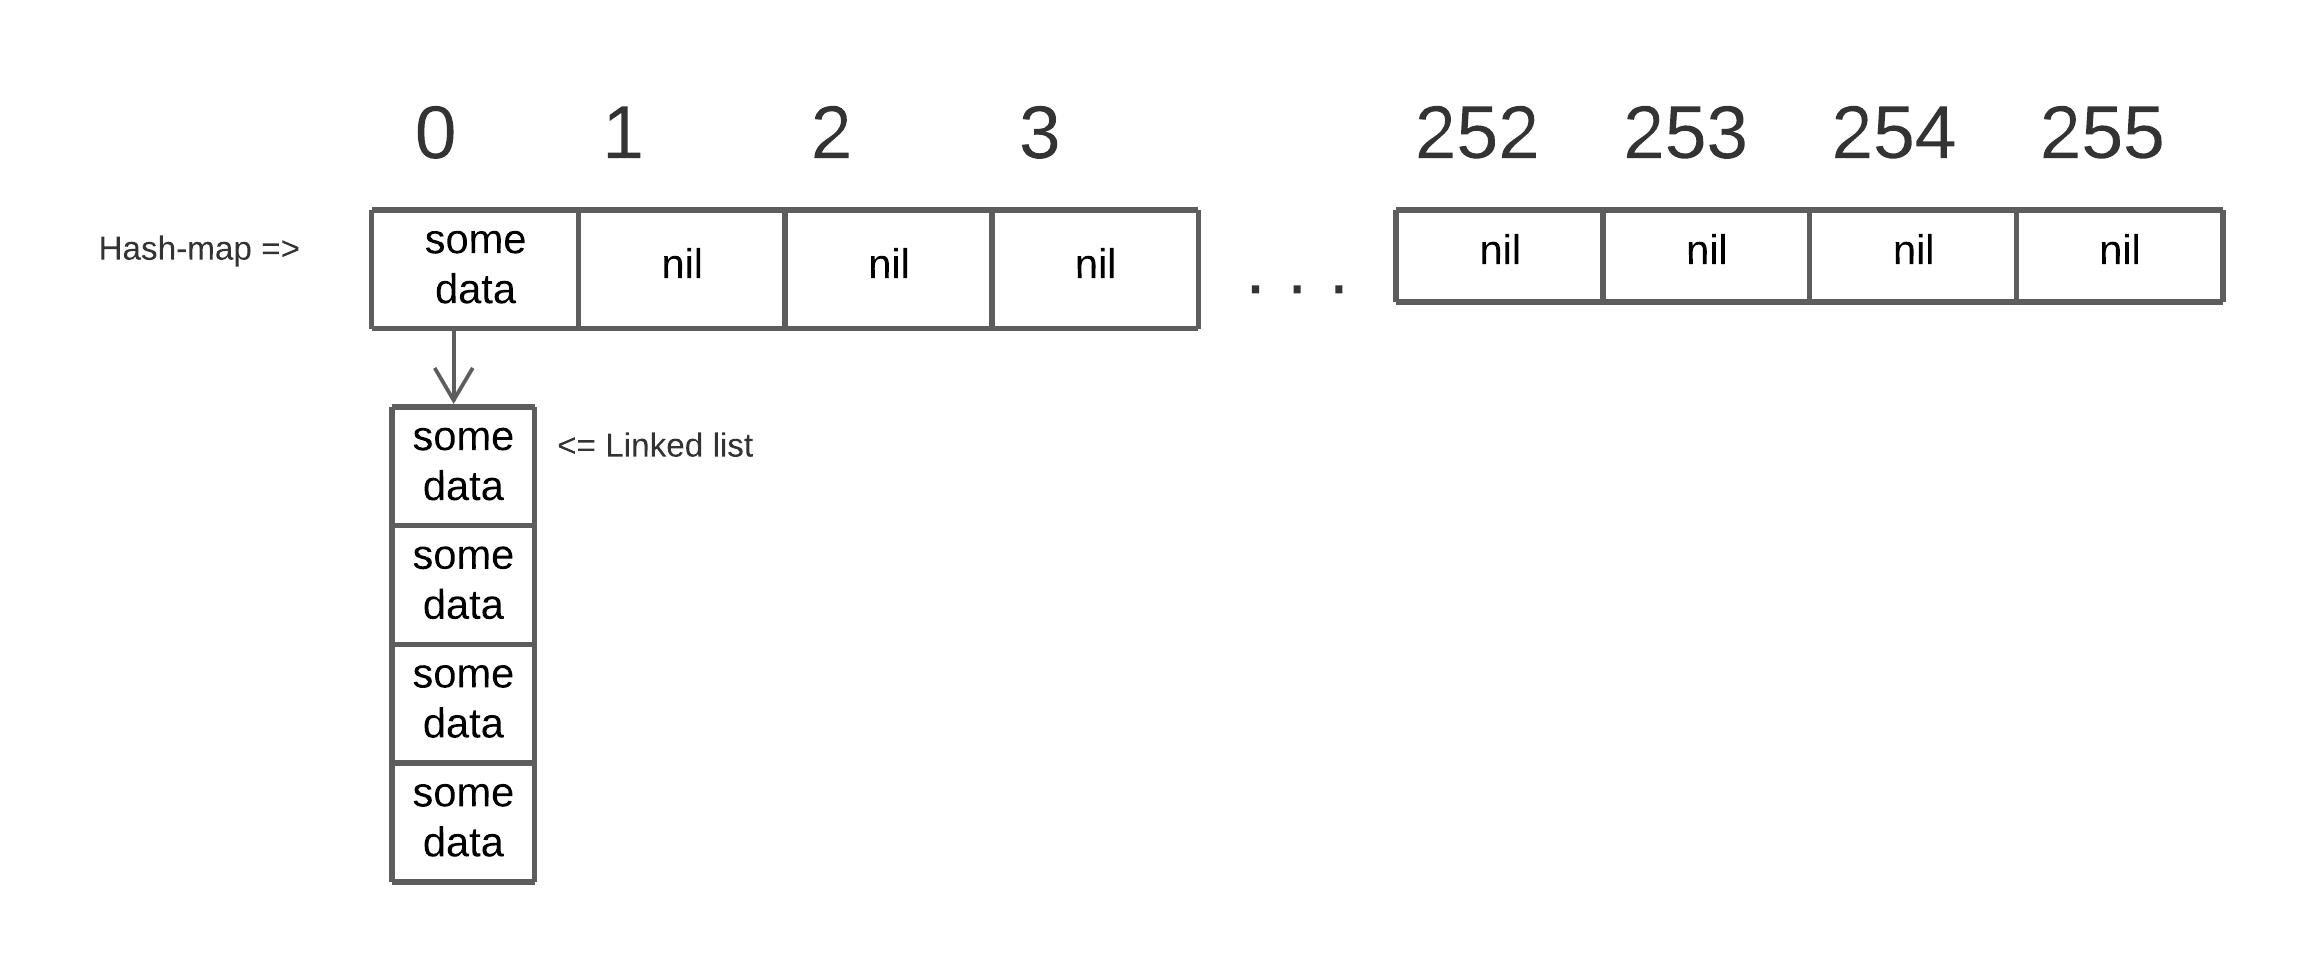 0 1 2 3 252 253 254 255
Hash-map =>
some
data
nil nil nil . . . nil nil nil nil
some
data
<= Linked list
some
data
some
data
some
data